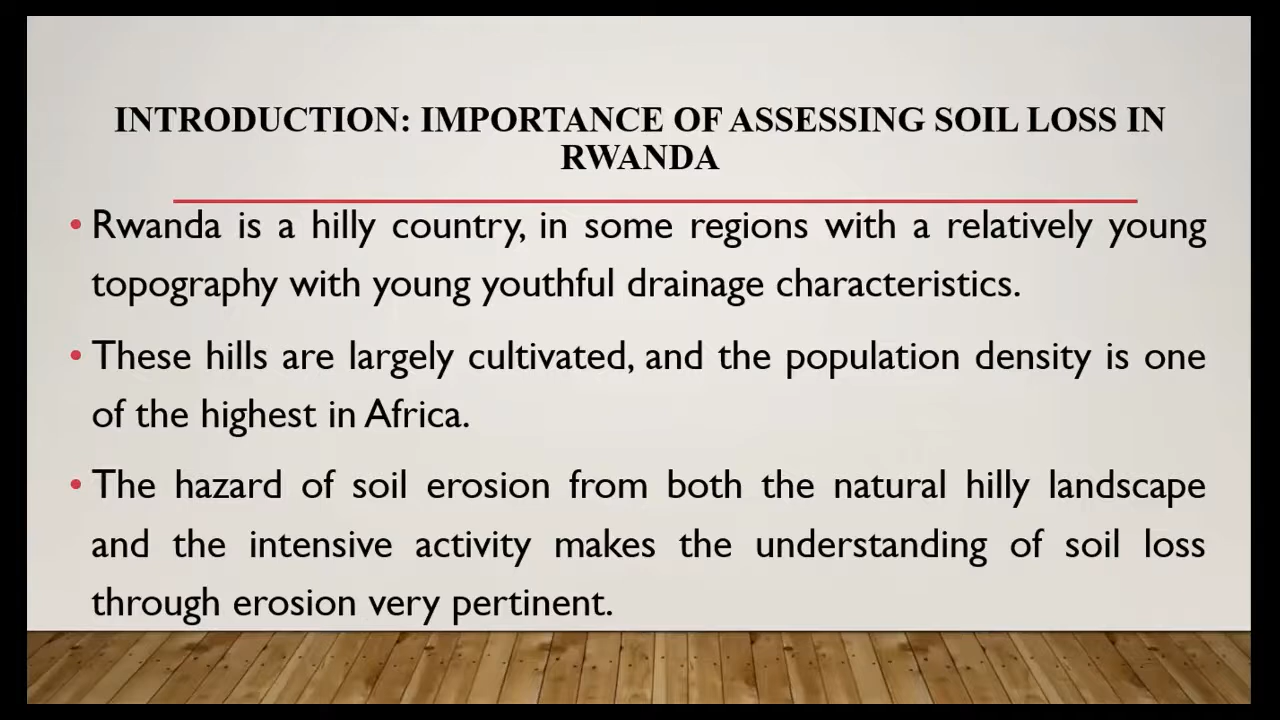 INTRODUCTION: IMPORTANCE OF ASSESSING SOIL LOSS IN
RWANDA
• Rwanda is a hilly country, in some regions with a relatively young
topography with young youthful drainage characteristics.
• These hills are largely cultivated, and the population density is one
of the highest in Africa.
• The hazard of soil erosion from both the natural hilly landscape
and the intensive activity makes the understanding of soil loss
through erosion very pertinent.